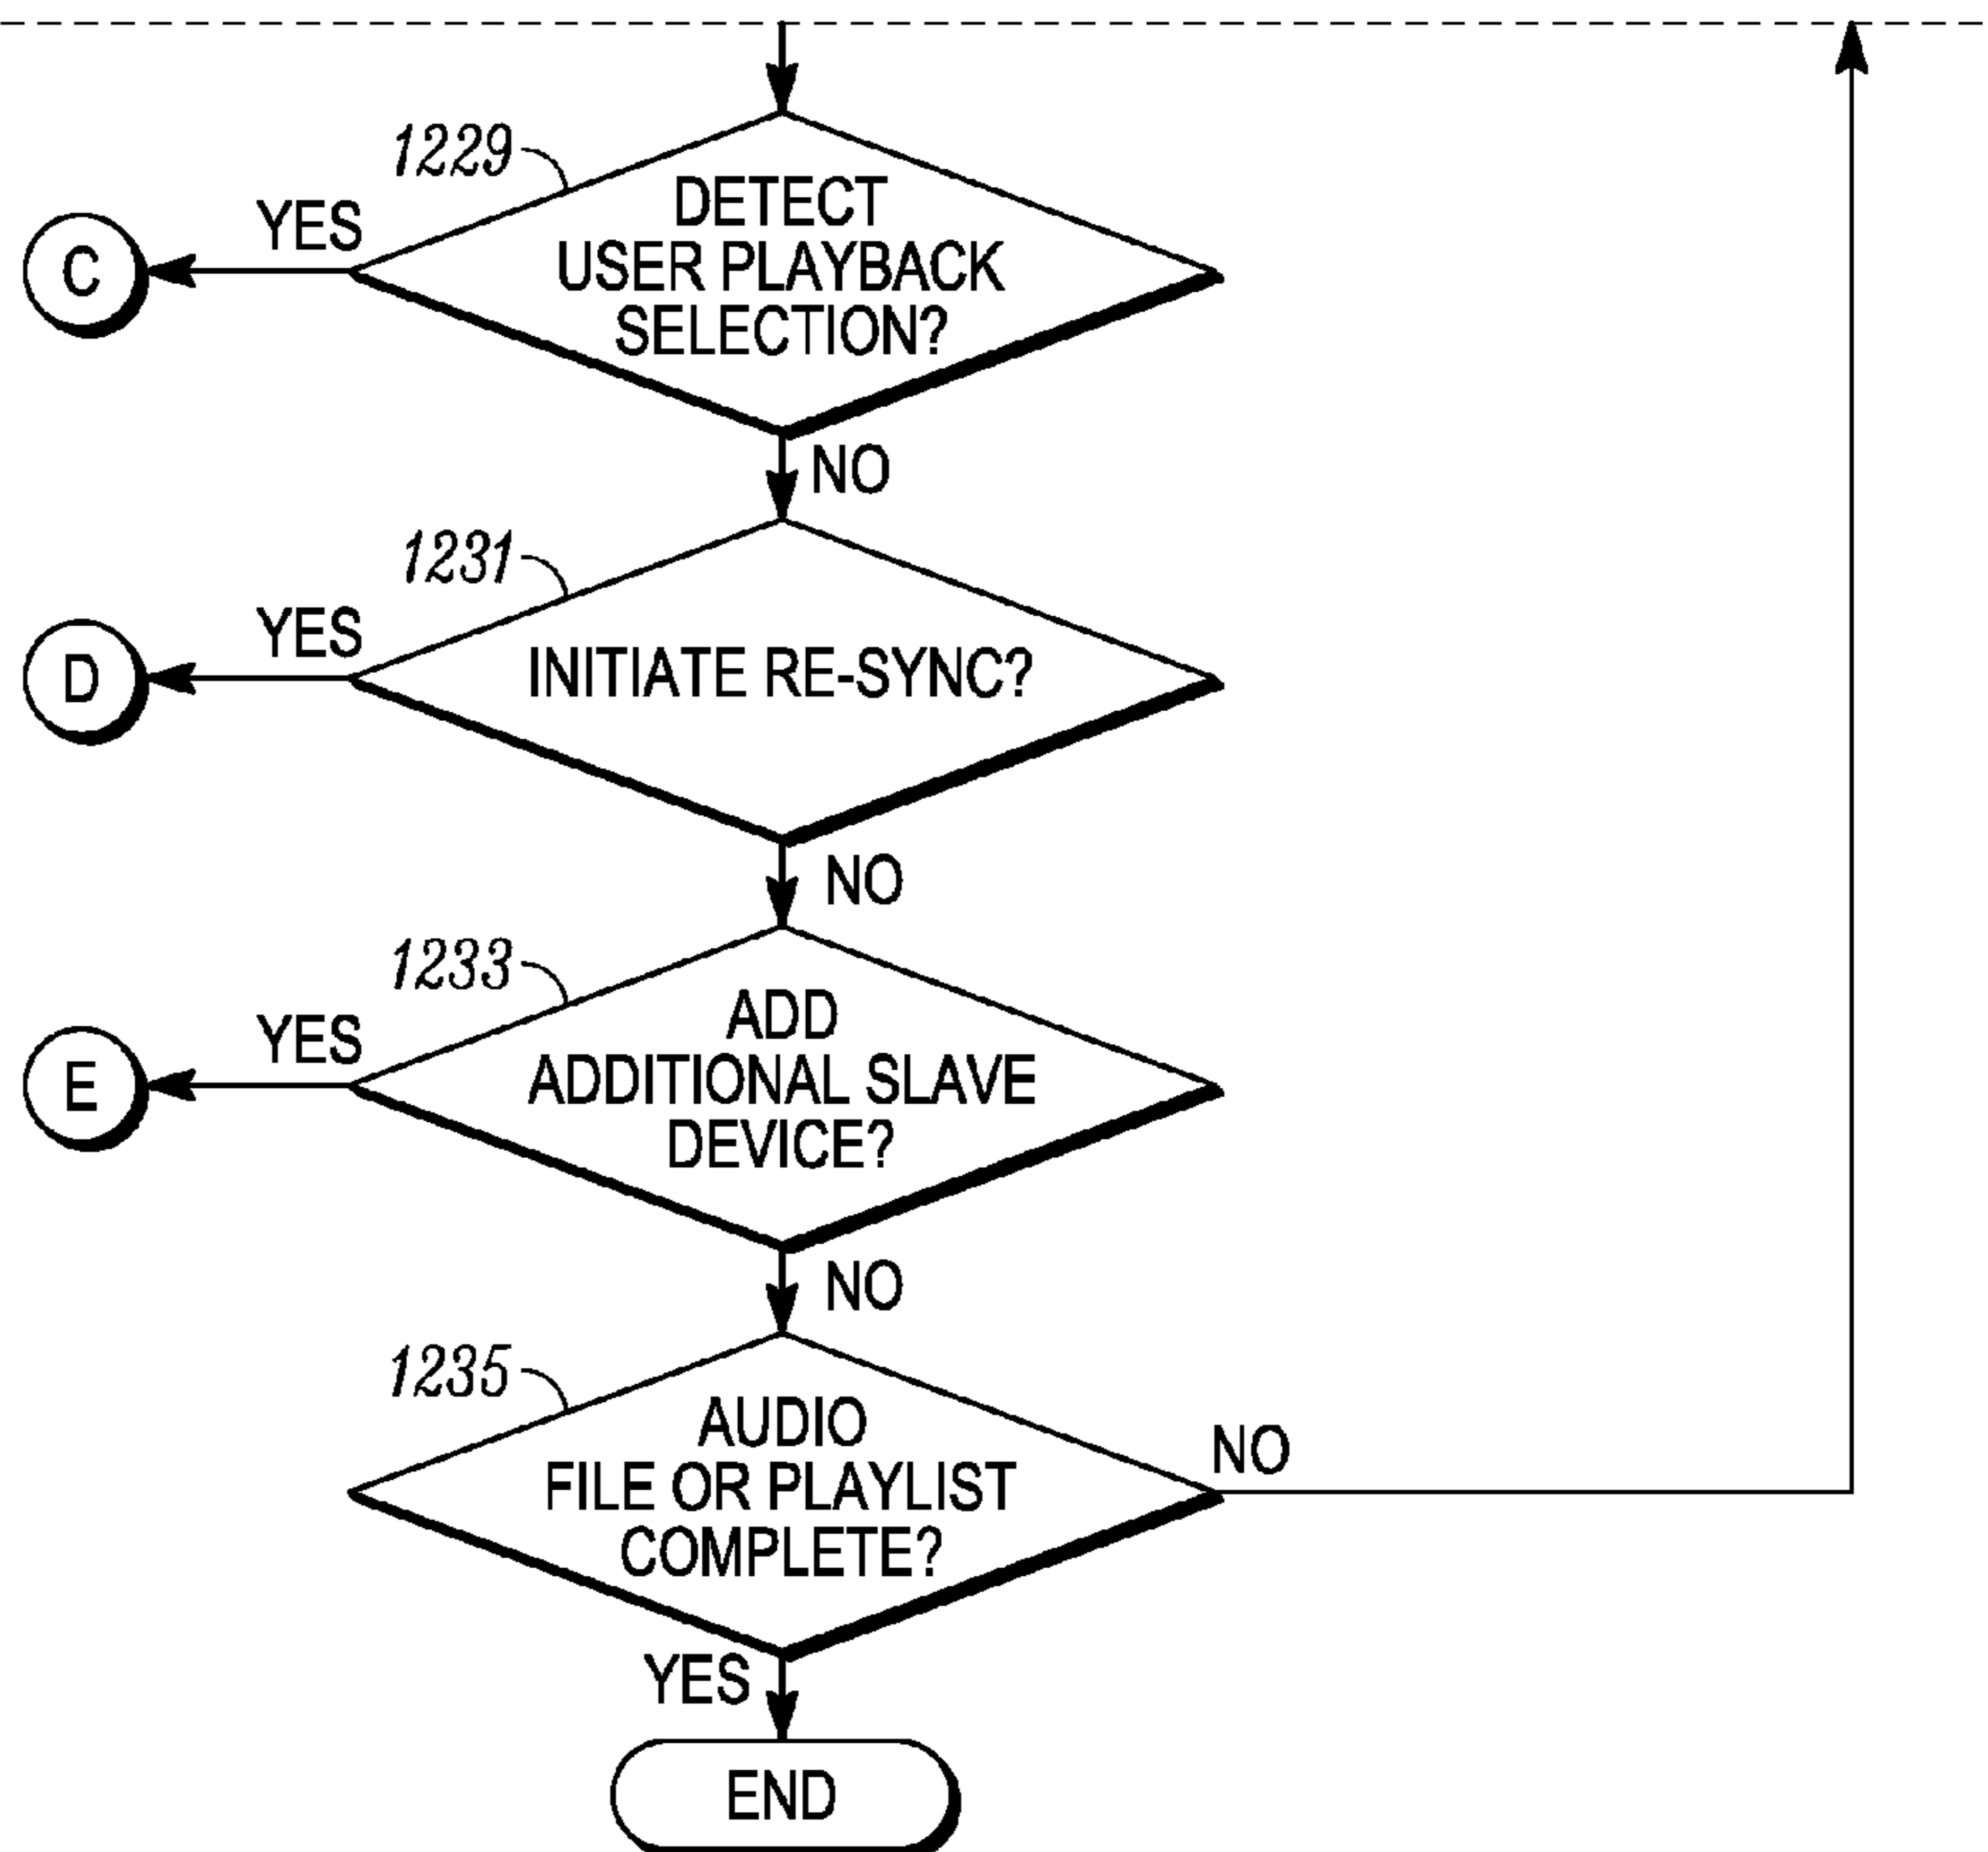 1229
YES
C
DETECT
USER PLAYBACK
SELECTION?
NO
1231
YES
D
INITIATE RE-SYNC?
NO
1233
YES
E
ADD
ADDITIONAL SLAVE
DEVICE?
NO
1235
AUDIO
FILE OR PLAYLIST
COMPLETE?
NO
YES
END